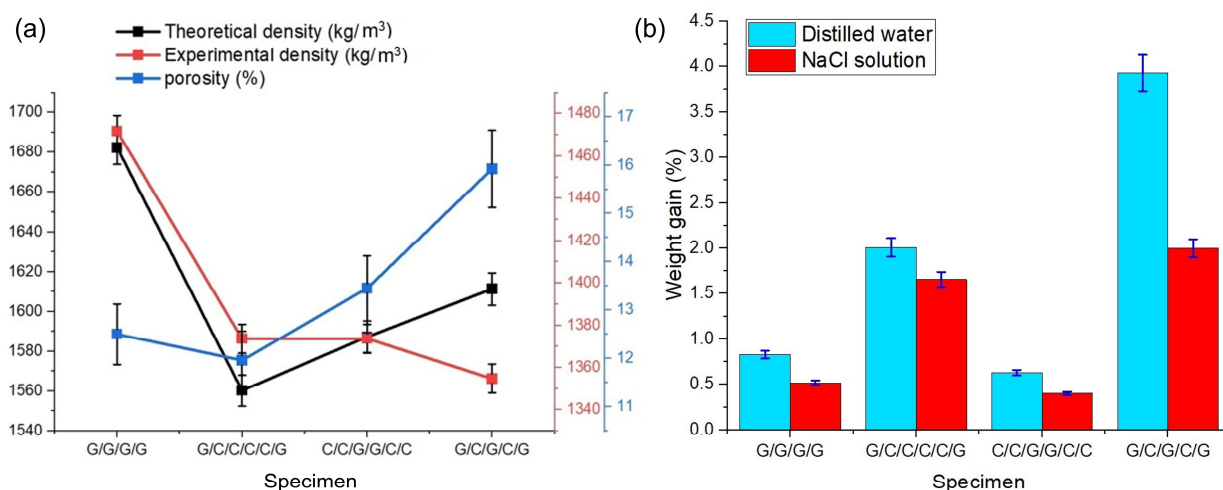 (a)
Theoretical density (kg/m³)
Experimental density (kg/m³)
porosity (%)
1700
1680
1660
1640
1620
1600
1580
1560
1540
1480
1460
1440
1420
1400
1380
1360
1340
17
16
15
14
13
12
11
G/G/G/G
G/C/C/C/C/G
C/C/G/G/C/C
G/C/G/C/G
Specimen
(b)
Distilled water
NaCl solution
Weight gain (%)
4.5
4.0
3.5
3.0
2.5
2.0
1.5
1.0
0.5
0.0
G/G/G/G
G/C/C/C/C/G
C/C/G/G/C/C
G/C/G/C/G
Specimen